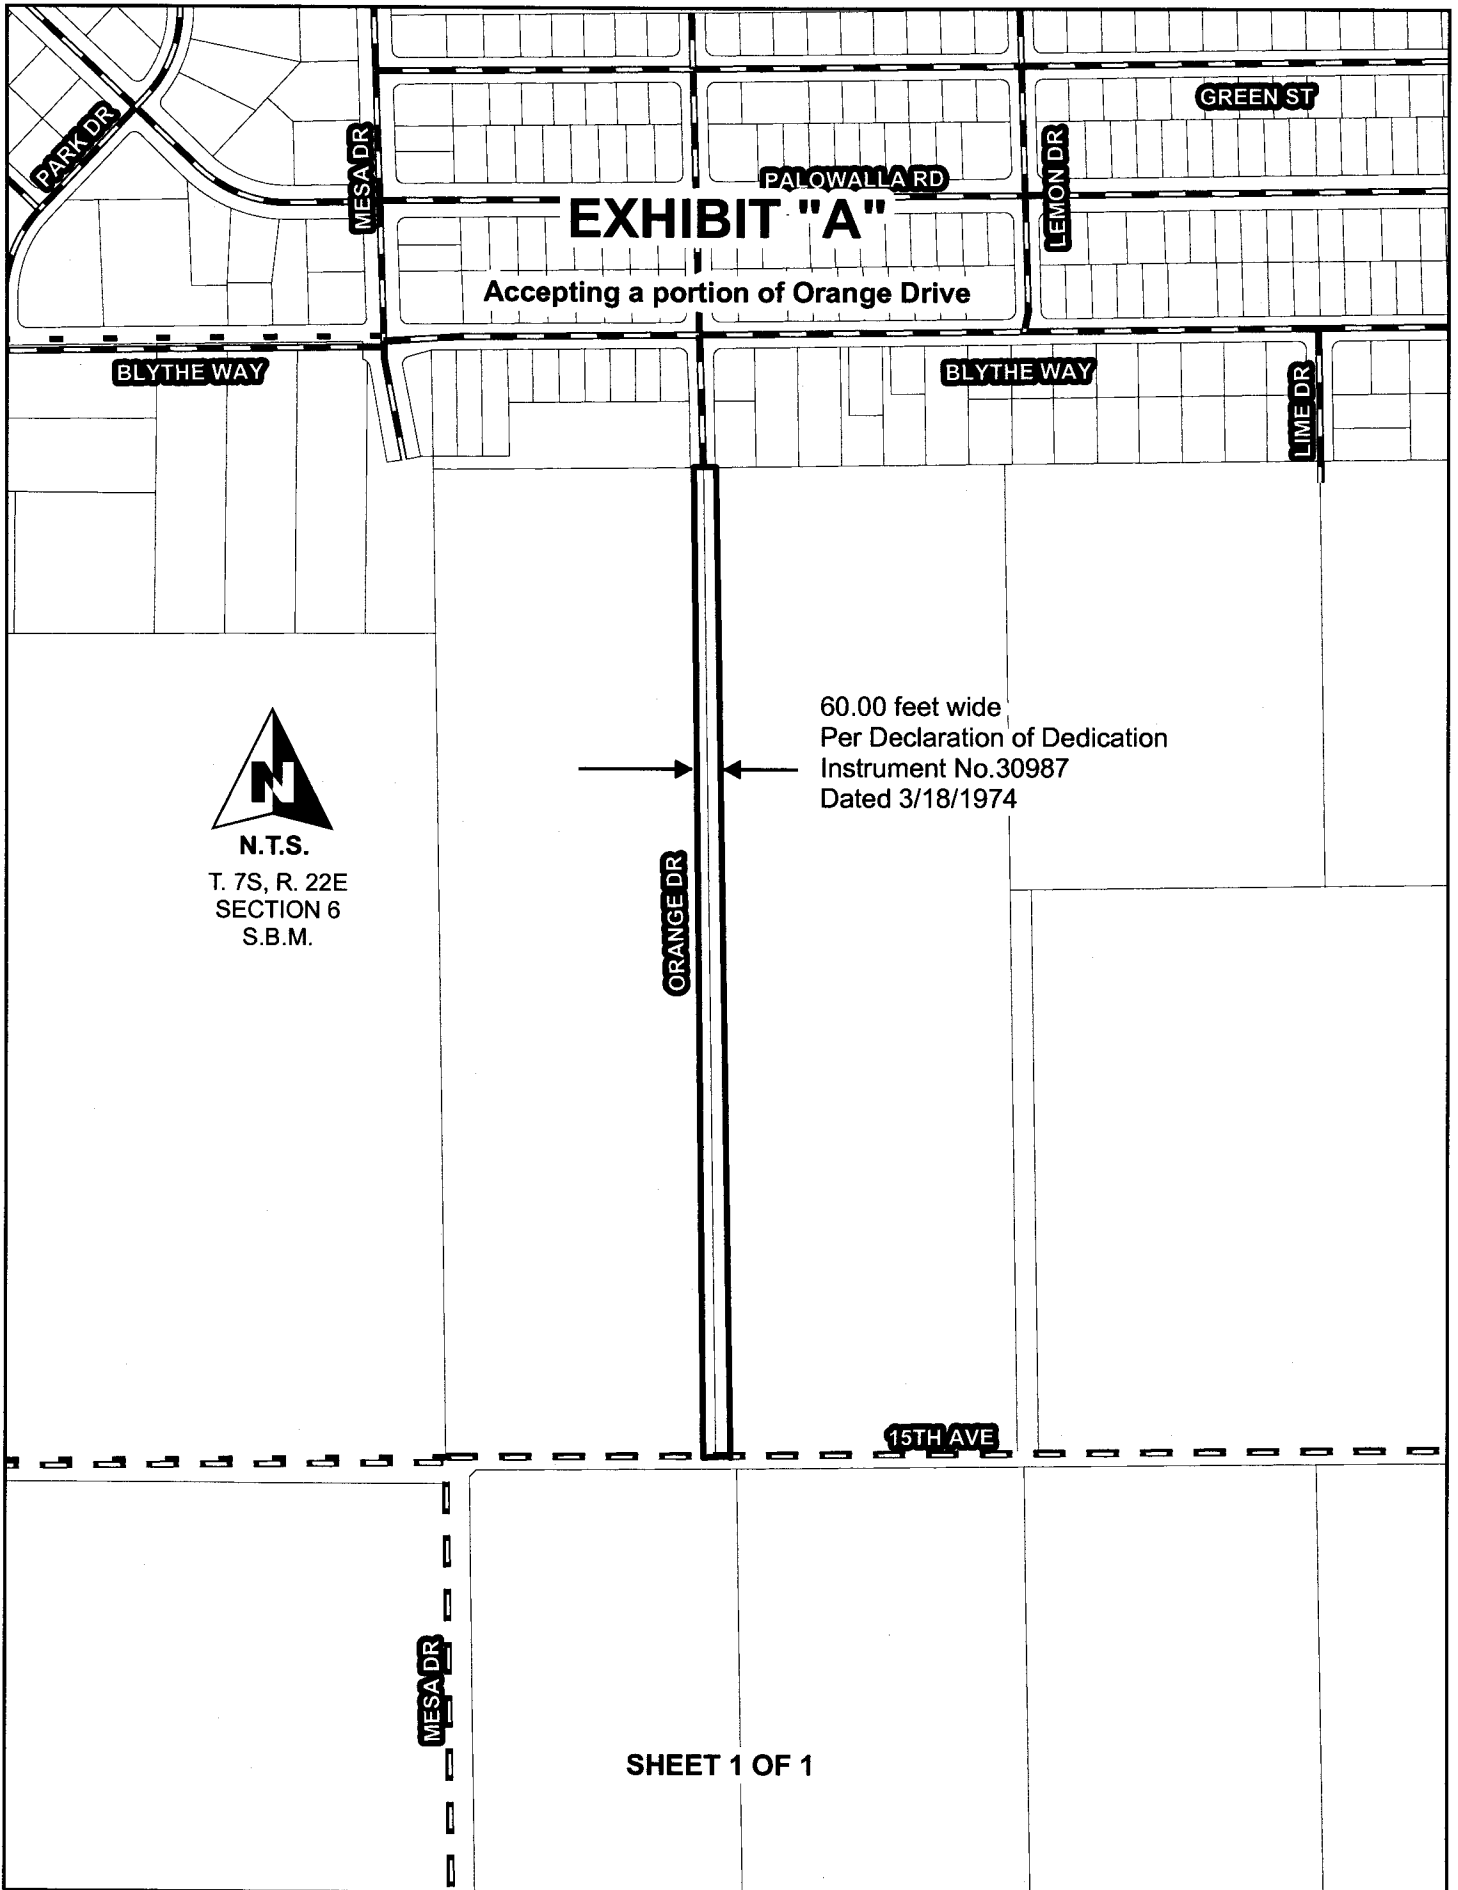 GREEN ST
PARK DR
MESA DR
LEMON DR
PALOWALLA RD
EXHIBIT "A"
Accepting a portion of Orange Drive
BLYTHE WAY
BLYTHE WAY
LIME DR
60.00 feet wide
Per Declaration of Dedication
Instrument No.30987
Dated 3/18/1974
N
N.T.S.
T. 7S, R. 22E
SECTION 6
S.B.M.
ORANGE DR
15TH AVE
MESA DR
SHEET 1 OF 1